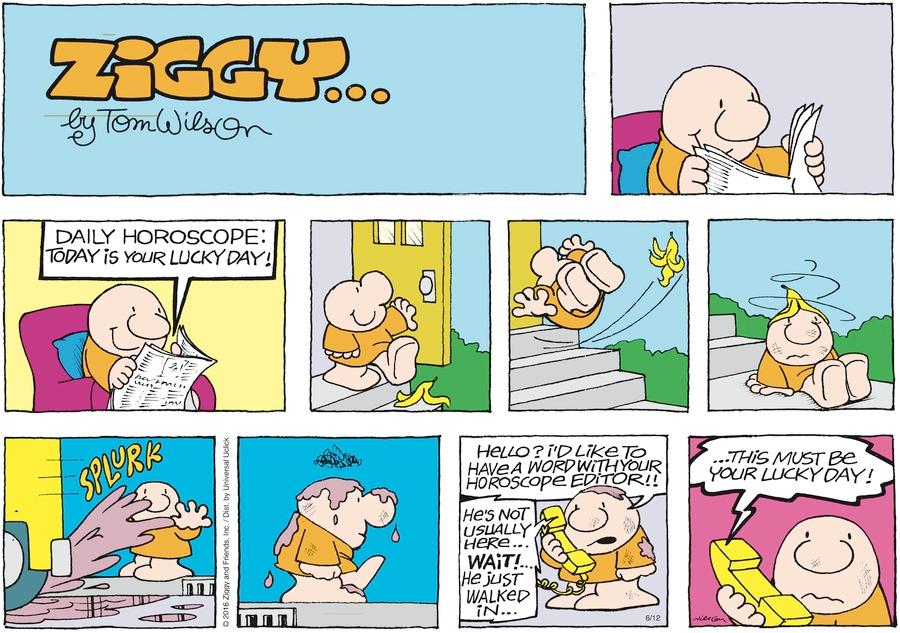 ZiGGY...
by Tom Wilson
DAILY HOROSCOPE:
TODAY iS YOUR LUCKY DAY!
SPLURK
© 2016 Ziggy and Friends, Inc. / Dist. by Universal Uclick
HELLO? i'D LiKE TO
HAVE A WORD WiTH YOUR
HOROSCOPE EDiTOR!!
HE'S NOT
USUALLY
HERE...
WAiT!...
HE JUST
WALKED
iN...
6/12
...THiS MUST BE
YOUR LUCKY DAY!
WiLSON